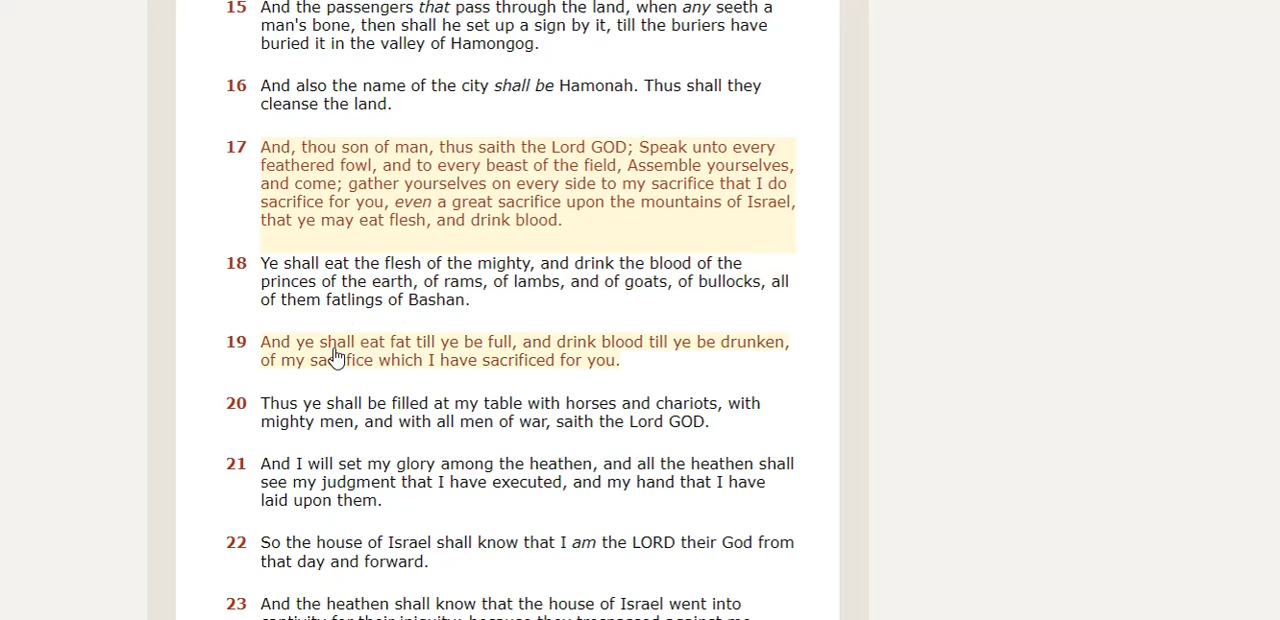 15 And the passengers that pass through the land, when any seeth a
man's bone, then shall he set up a sign by it, till the buriers have
buried it in the valley of Hamongog.
16 And also the name of the city shall be Hamonah. Thus shall they
cleanse the land.
17 And, thou son of man, thus saith the Lord GOD; Speak unto every
feathered fowl, and to every beast of the field, Assemble yourselves,
and come; gather yourselves on every side to my sacrifice that I do
sacrifice for you, even a great sacrifice upon the mountains of Israel,
that ye may eat flesh, and drink blood.
18 Ye shall eat the flesh of the mighty, and drink the blood of the
princes of the earth, of rams, of lambs, and of goats, of bullocks, all
of them fatlings of Bashan.
19 And ye shall eat fat till ye be full, and drink blood till ye be drunken,
of my sacrifice which I have sacrificed for you.
20 Thus ye shall be filled at my table with horses and chariots, with
mighty men, and with all men of war, saith the Lord GOD.
21 And I will set my glory among the heathen, and all the heathen shall
see my judgment that I have executed, and my hand that I have
laid upon them.
22 So the house of Israel shall know that I am the LORD their God from
that day and forward.
23 And the heathen shall know that the house of Israel went into
captivity for their iniquity: because they trespassed against me